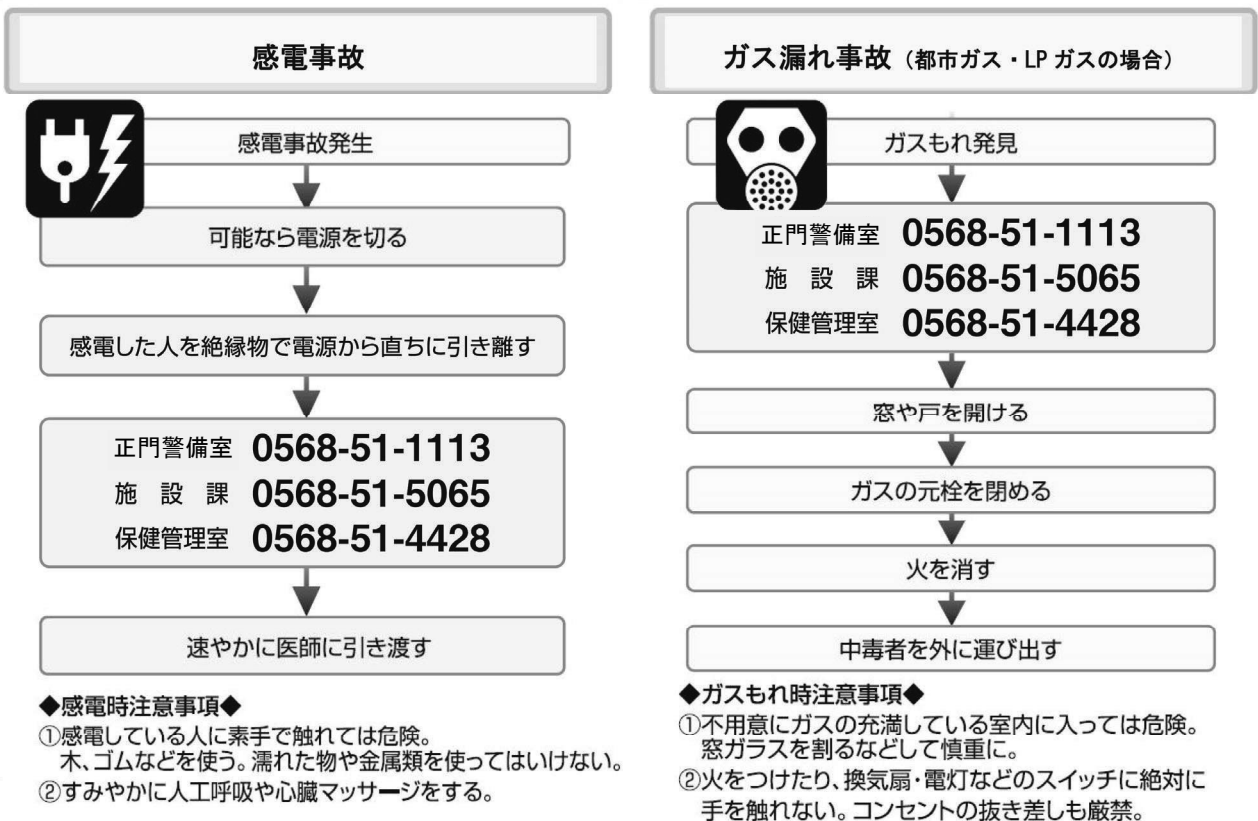 感電事故
感電事故発生
可能なら電源を切る
感電した人を絶縁物で電源から直ちに引き離す
正門警備室 0568-51-1113
施 設 課 0568-51-5065
保健管理室 0568-51-4428
速やかに医師に引き渡す
◆感電時注意事項◆
①感電している人に素手で触れては危険。
木、ゴムなどを使う。濡れた物や金属類を使ってはいけない。
②すみやかに人工呼吸や心臓マッサージをする。
ガス漏れ事故（都市ガス・LPガスの場合）
ガスもれ発見
正門警備室 0568-51-1113
施 設 課 0568-51-5065
保健管理室 0568-51-4428
窓や戸を開ける
ガスの元栓を閉める
火を消す
中毒者を外に運び出す
◆ガスもれ時注意事項◆
①不用意にガスの充満している室内に入っては危険。
窓ガラスを割るなどして慎重に。
②火をつけたり、換気扇・電灯などのスイッチに絶対に
手を触れない。コンセントの抜き差しも厳禁。